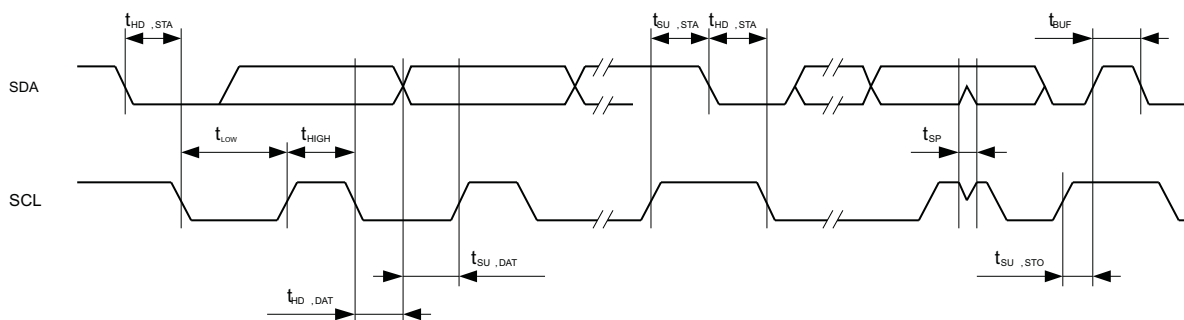 tHD ,STA
tSU ,STA
tHD ,STA
tBUF
SDA
tLOW
tHIGH
tSP
SCL
tSU ,DAT
tSU ,STO
tHD ,DAT